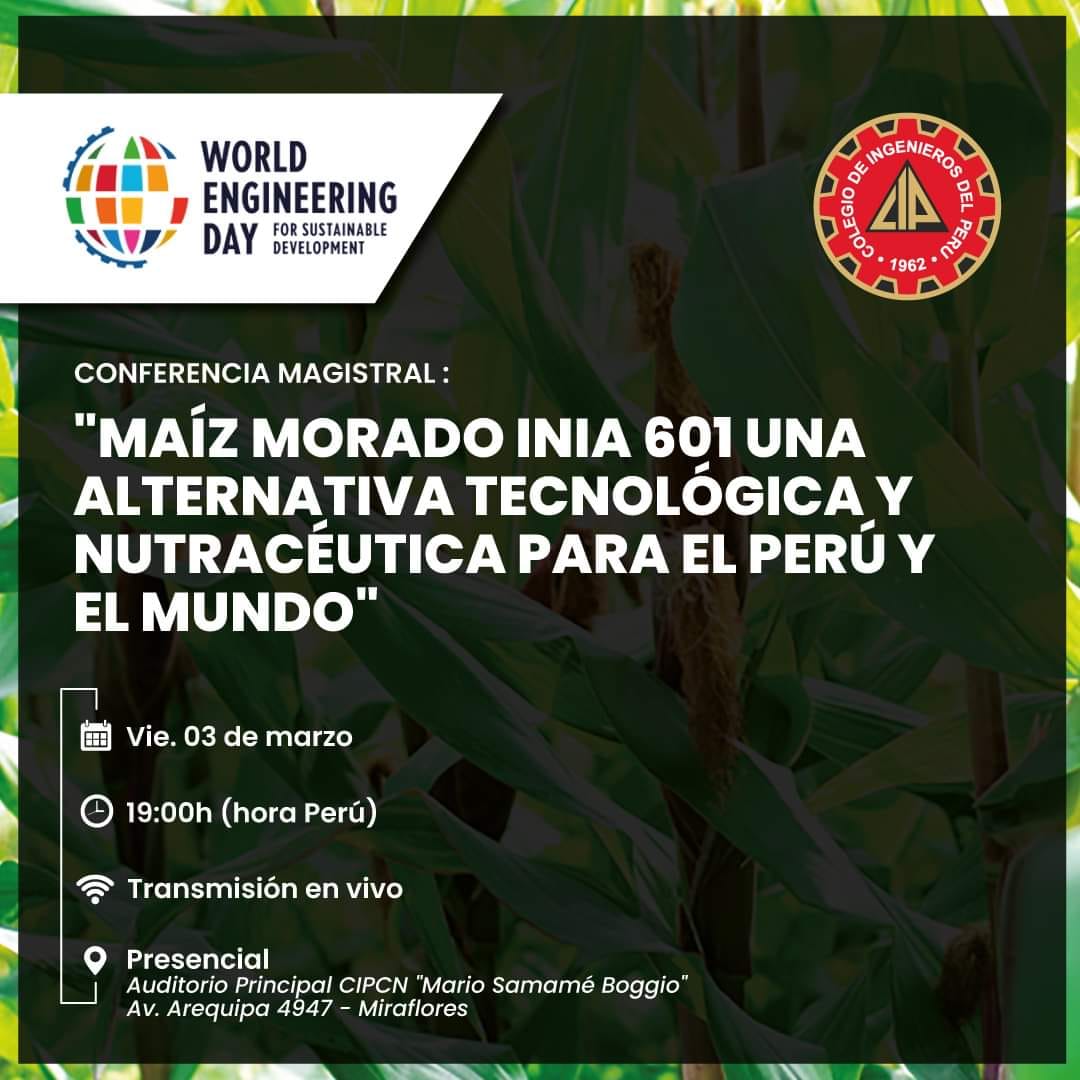 WORLD
ENGINEERING
DAY FOR SUSTAINABLE
DEVELOPMENT
COLEGIO DE INGENIEROS DEL PERU
CIP
• 1962 •
CONFERENCIA MAGISTRAL :
"MAÍZ MORADO INIA 601 UNA
ALTERNATIVA TECNOLÓGICA Y
NUTRACÉUTICA PARA EL PERÚ Y
EL MUNDO"
Vie. 03 de marzo
19:00h (hora Perú)
Transmisión en vivo
Presencial
Auditorio Principal CIPCN "Mario Samamé Boggio"
Av. Arequipa 4947 - Miraflores